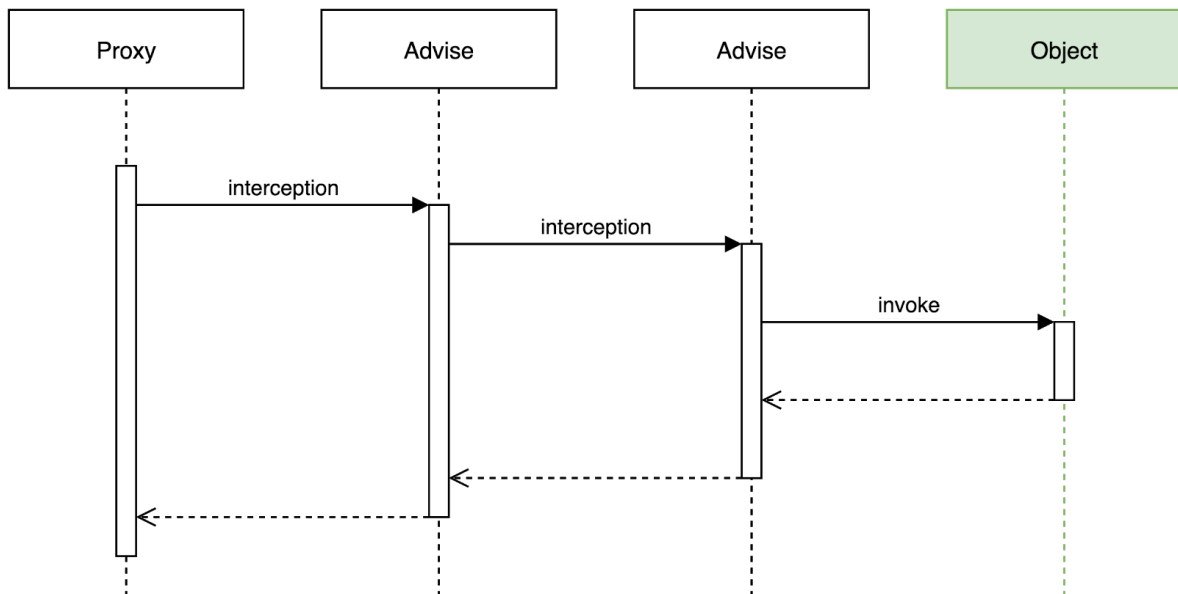 Proxy
Advise
Advise
Object
interception
interception
invoke